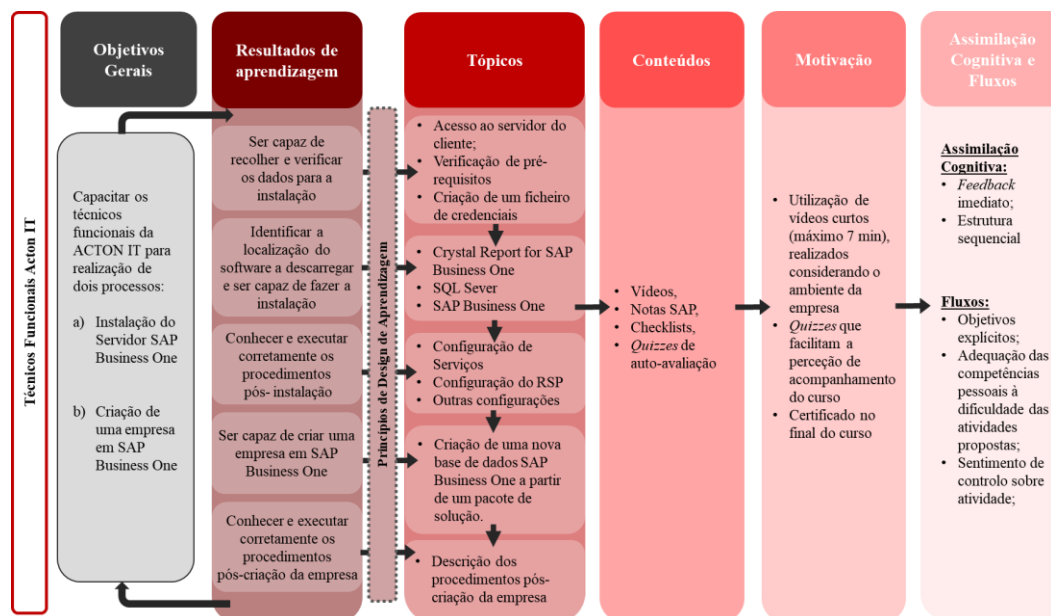 Técnicos Funcionais Acton IT
Objetivos
Gerais
Capacitar os
técnicos
funcionais da
ACTON IT para
realização de
dois processos:
a) Instalação do
Servidor SAP
Business One
b) Criação de
uma empresa
em SAP
Business One
Resultados de
aprendizagem
Ser capaz de
recolher e verificar
os dados para a
instalação
Identificar a
localização do
software a descarregar
e ser capaz de fazer a
instalação
Conhecer e executar
corretamente os
procedimentos
pós- instalação
Ser capaz de criar uma
empresa em SAP
Business One
Conhecer e executar
corretamente os
procedimentos
pós-criação da empresa
Princípios de Design de Aprendizagem
Tópicos
• Acesso ao servidor do
cliente;
• Verificação de pré-
requisitos
• Criação de um ficheiro
de credenciais
• Crystal Report for SAP
Business One
• SQL Sever
• SAP Business One
• Configuração de
Serviços
• Configuração do RSP
• Outras configurações
• Criação de uma nova
base de dados SAP
Business One a partir
de um pacote de
solução.
• Descrição dos
procedimentos pós-
criação da empresa
Conteúdos
• Vídeos,
• Notas SAP,
• Checklists,
• Quizzes de
auto-avaliação
Motivação
• Utilização de
vídeos curtos
(máximo 7 min),
realizados
considerando o
ambiente da
empresa
• Quizzes que
facilitam a
perceção de
acompanhamento
do curso
• Certificado no
final do curso
Assimilação
Cognitiva e
Fluxos
Assimilação
Cognitiva:
• Feedback
imediato;
• Estrutura
sequencial
Fluxos:
• Objetivos
explícitos;
• Adequação das
competências
pessoais à
dificuldade das
atividades
propostas;
• Sentimento de
controlo sobre
atividade;